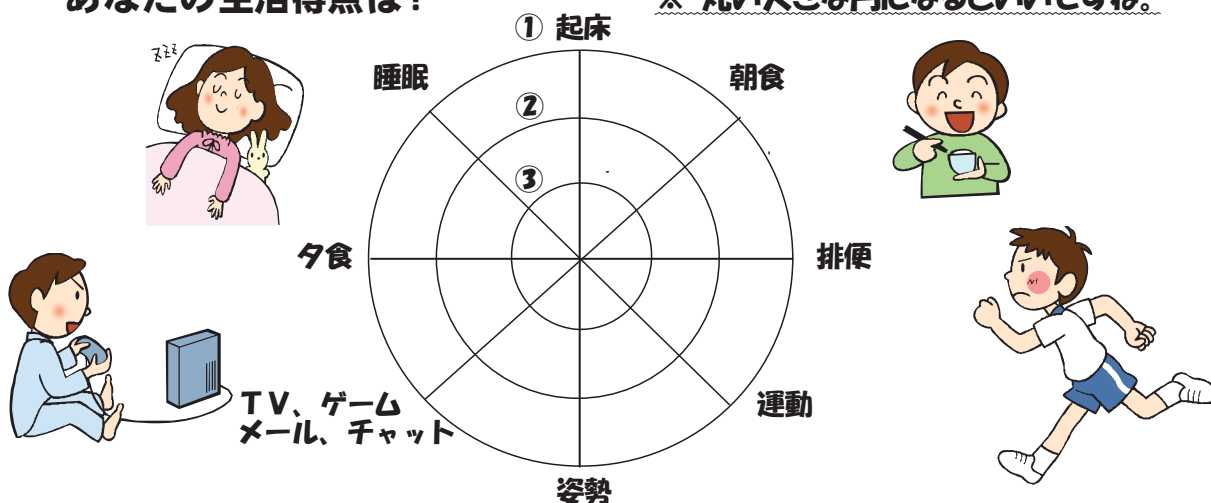 あなたの生活得点は？
※ 丸い大きな円になるといいですね。
① 起床
睡眠
朝食
②
③
夕食
排便
TV、ゲーム
メール、チャット
運動
姿勢
zzz